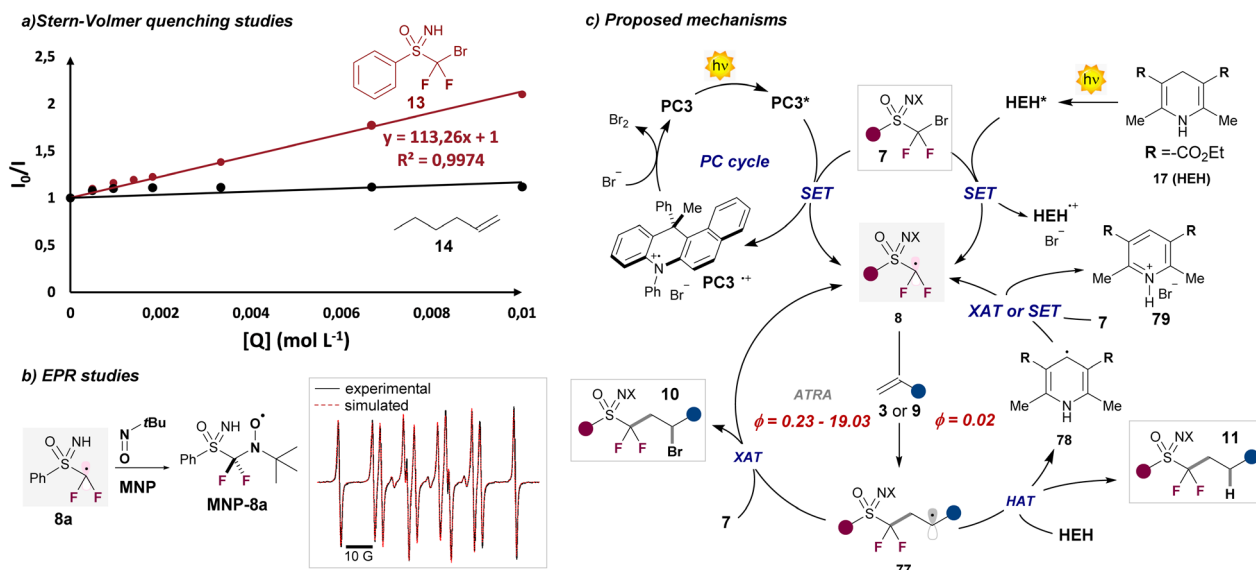 a)Stern-Volmer quenching studies
2,5
2
1,5
1
0,5
0
I0/I
0
0,002
0,004
0,006
0,008
0,01
[Q] (mol L-1)
O
NH
S
Br
F
F
13
y = 113,26x + 1
R² = 0,9974
14
b) EPR studies
O
NH
S
Ph
F
F
8a
N
tBu
O
MNP
NH
O
O•
S
N
Ph
F
F
MNP-8a
experimental
simulated
10 G
c) Proposed mechanisms
hν
PC3
PC3*
Br2
Br−
PC cycle
SET
Ph
Me
N
Ph
Br−
PC3 •+
O
NX
S
Br
F
F
7
hν
HEH*
SET
HEH•+
Br−
R
R
Me
N
H
Me
R =-CO2Et
17 (HEH)
O
NX
S
F
F
8
XAT or SET
7
R
R
Me
N+
H
Me
Br−
79
R
R
Me
N
H
Me
78
ATRA
3 or 9
ϕ = 0.23 - 19.03
ϕ = 0.02
10
O
NX
S
F
F
Br
XAT
7
O
NX
S
F
F
77
HAT
HEH
11
O
NX
S
F
F
H